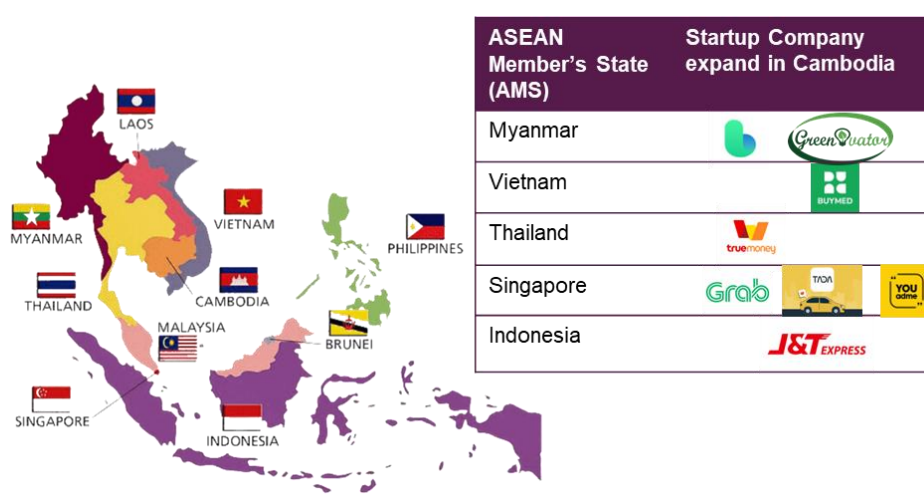 LAOS
VIETNAM
MYANMAR
PHILIPPINES
THAILAND
CAMBODIA
MALAYSIA
BRUNEI
SINGAPORE
INDONESIA
ASEAN
Member's State
(AMS)
Startup Company
expand in Cambodia
Myanmar
Greenovator
Vietnam
BUYMED
Thailand
truemoney
Singapore
Grab
TADA
YOU
adme
Indonesia
J&T EXPRESS